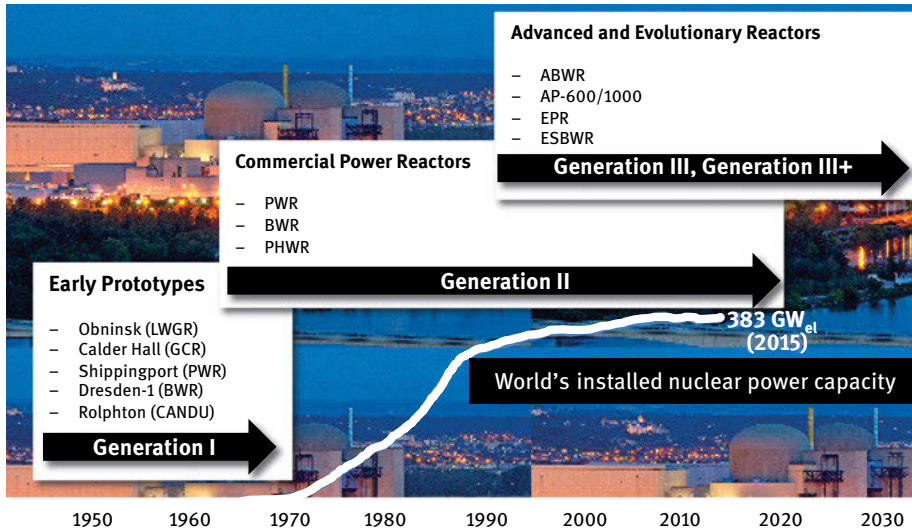 Advanced and Evolutionary Reactors
– ABWR
– AP-600/1000
– EPR
– ESBWR
Generation III, Generation III+
Commercial Power Reactors
– PWR
– BWR
– PHWR
Generation II
Early Prototypes
– Obninsk (LWGR)
– Calder Hall (GCR)
– Shippingport (PWR)
– Dresden-1 (BWR)
– Rolphton (CANDU)
Generation I
383 GWel
(2015)
World's installed nuclear power capacity
1950 1960 1970 1980 1990 2000 2010 2020 2030